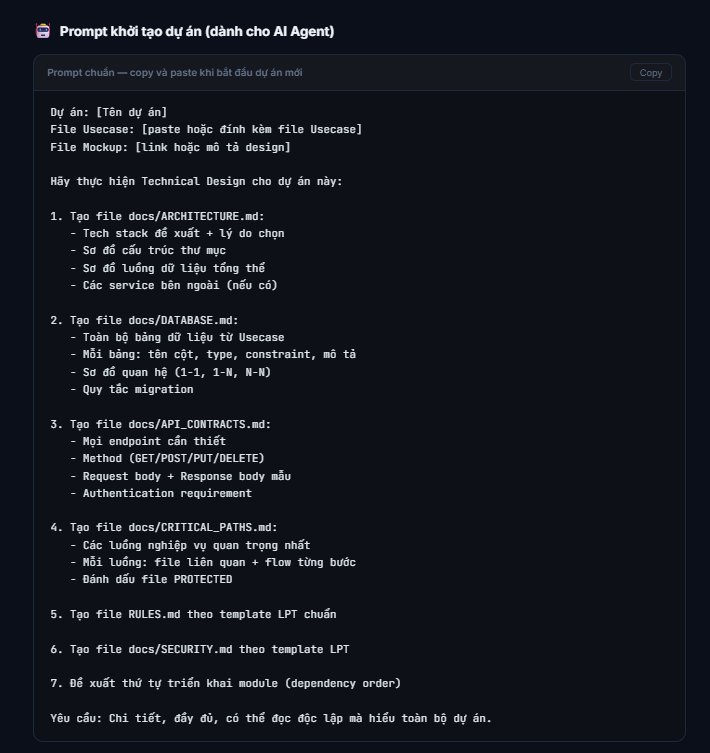 Prompt khởi tạo dự án (dành cho AI Agent)
Prompt chuẩn — copy và paste khi bắt đầu dự án mới
Copy
Dự án: [Tên dự án]
File Usecase: [paste hoặc đính kèm file Usecase]
File Mockup: [link hoặc mô tả design]
Hãy thực hiện Technical Design cho dự án này:
1. Tạo file docs/ARCHITECTURE.md:
- Tech stack đề xuất + lý do chọn
- Sơ đồ cấu trúc thư mục
- Sơ đồ luồng dữ liệu tổng thể
- Các service bên ngoài (nếu có)
2. Tạo file docs/DATABASE.md:
- Toàn bộ bảng dữ liệu từ Usecase
- Mỗi bảng: tên cột, type, constraint, mô tả
- Sơ đồ quan hệ (1-1, 1-N, N-N)
- Quy tắc migration
3. Tạo file docs/API_CONTRACTS.md:
- Mọi endpoint cần thiết
- Method (GET/POST/PUT/DELETE)
- Request body + Response body mẫu
- Authentication requirement
4. Tạo file docs/CRITICAL_PATHS.md:
- Các luồng nghiệp vụ quan trọng nhất
- Mỗi luồng: file liên quan + flow từng bước
- Đánh dấu file PROTECTED
5. Tạo file RULES.md theo template LPT chuẩn
6. Tạo file docs/SECURITY.md theo template LPT
7. Đề xuất thứ tự triển khai module (dependency order)
Yêu cầu: Chi tiết, đầy đủ, có thể đọc độc lập mà hiểu toàn bộ dự án.